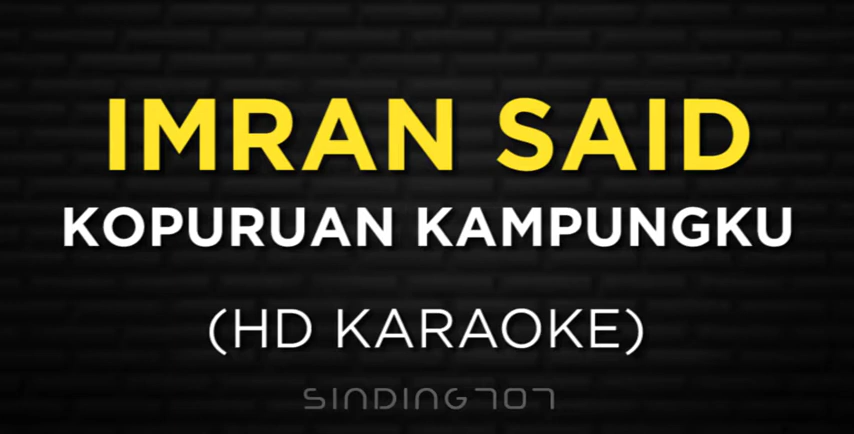 IMRAN SAID
KOPURUAN KAMPUNGKU
(HD KARAOKE)
SINDING707